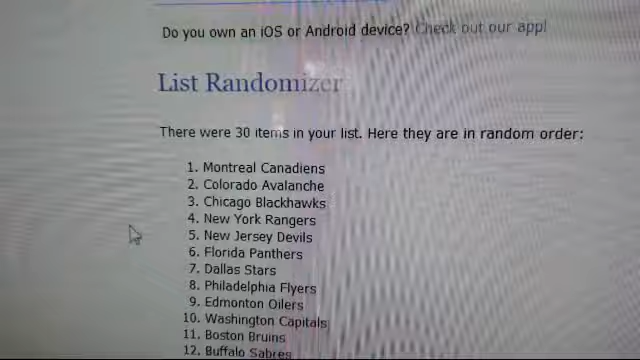 Do you own an iOS or Android device? Check out our app!
List Randomizer
There were 30 items in your list. Here they are in random order:
1. Montreal Canadiens
2. Colorado Avalanche
3. Chicago Blackhawks
4. New York Rangers
5. New Jersey Devils
6. Florida Panthers
7. Dallas Stars
8. Philadelphia Flyers
9. Edmonton Oilers
10. Washington Capitals
11. Boston Bruins
12. Buffalo Sabres